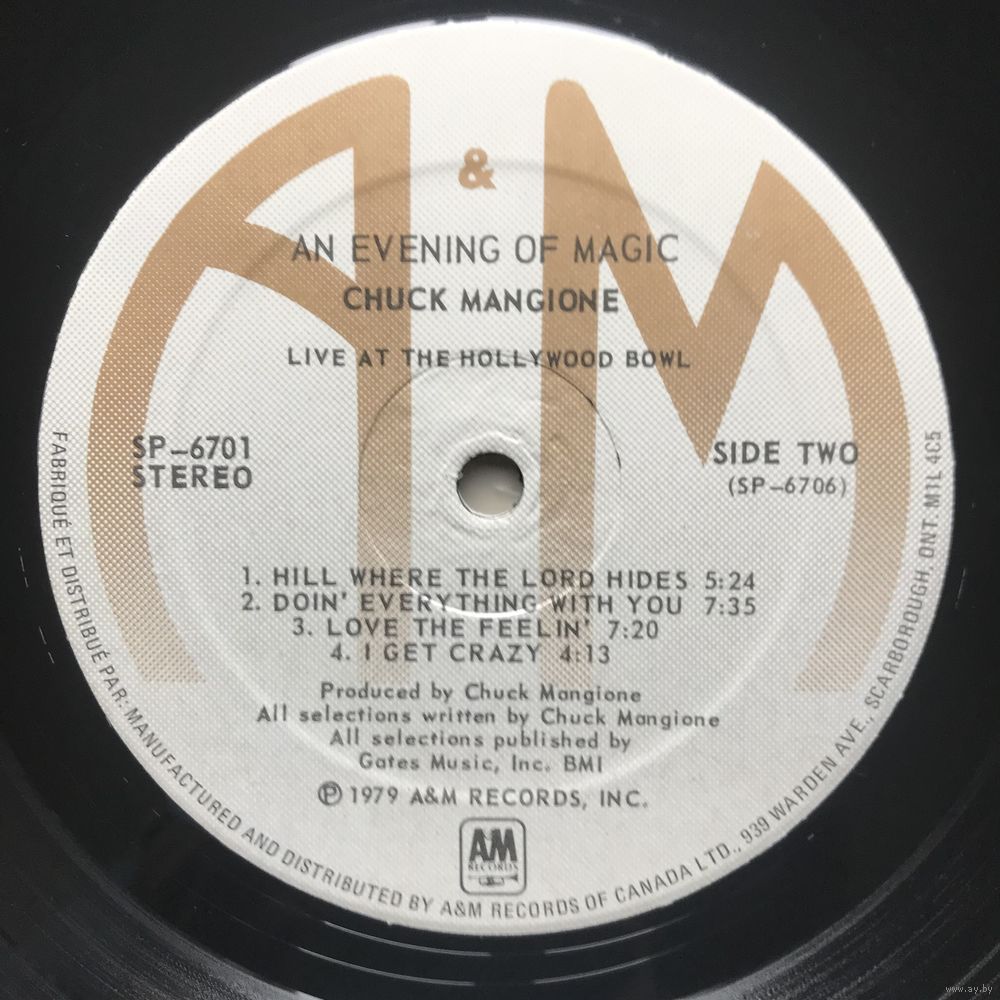 &
AN EVENING OF MAGIC
CHUCK MANGIONE
LIVE AT THE HOLLYWOOD BOWL
SP-6701
STEREO
SIDE TWO
(SP-6706)
1. HILL WHERE THE LORD HIDES 5:24
2. DOIN' EVERYTHING WITH YOU 7:35
3. LOVE THE FEELIN' 7:20
4. I GET CRAZY 4:13
Produced by Chuck Mangione
All selections written by Chuck Mangione
All selections published by
Gates Music, Inc. BMI
℗ 1979 A&M RECORDS, INC.
AM
RECORDS
FABRIQUÉ ET DISTRIBUÉ PAR: MANUFACTURED AND DISTRIBUTED BY A&M RECORDS OF CANADA LTD., 939 WARDEN AVE., SCARBOROUGH, ONT. M1L 4C5
www.ay.by